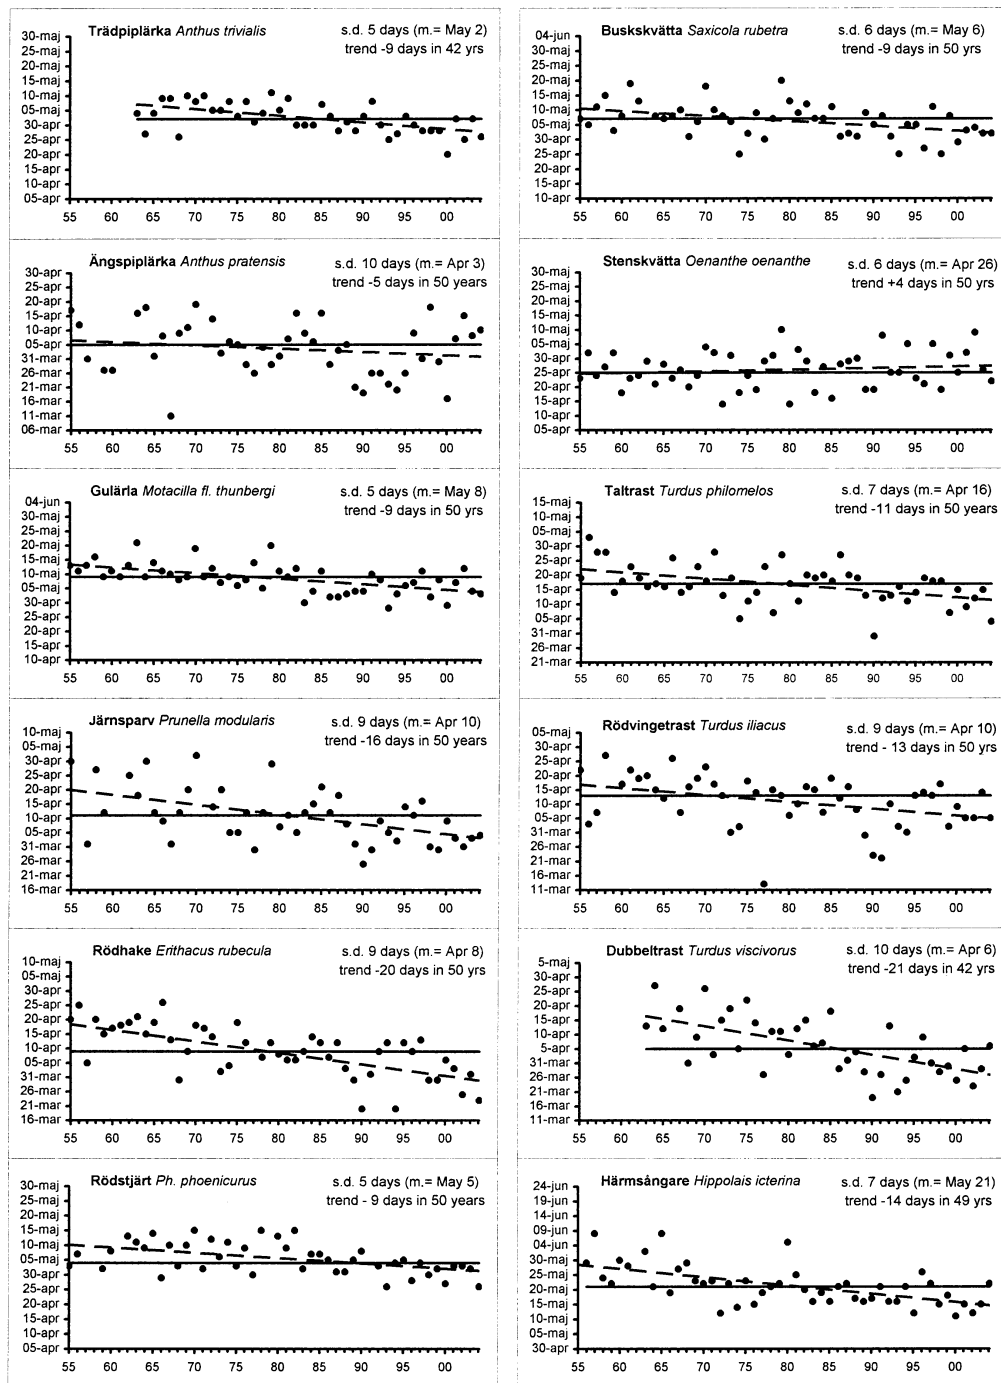 Trädpiplärka Anthus trivialis
s.d. 5 days (m.= May 2)
trend -9 days in 42 yrs
30-maj
25-maj
20-maj
15-maj
10-maj
05-maj
30-apr
25-apr
20-apr
15-apr
10-apr
05-apr
55 60 65 70 75 80 85 90 95 00
Buskskvätta Saxicola rubetra
s.d. 6 days (m.= May 6)
trend -9 days in 50 yrs
04-jun
30-maj
25-maj
20-maj
15-maj
10-maj
05-maj
30-apr
25-apr
20-apr
15-apr
10-apr
55 60 65 70 75 80 85 90 95 00
Ängspiplärka Anthus pratensis
s.d. 10 days (m.= Apr 3)
trend -5 days in 50 years
30-apr
25-apr
20-apr
15-apr
10-apr
05-apr
31-mar
26-mar
21-mar
16-mar
11-mar
06-mar
55 60 65 70 75 80 85 90 95 00
Stenskvätta Oenanthe oenanthe
s.d. 6 days (m.= Apr 26)
trend +4 days in 50 yrs
30-maj
25-maj
20-maj
15-maj
10-maj
05-maj
30-apr
25-apr
20-apr
15-apr
10-apr
05-apr
55 60 65 70 75 80 85 90 95 00
Gulärla Motacilla fl. thunbergi
s.d. 5 days (m.= May 8)
trend -9 days in 50 yrs
04-jun
30-maj
25-maj
20-maj
15-maj
10-maj
05-maj
30-apr
25-apr
20-apr
15-apr
10-apr
55 60 65 70 75 80 85 90 95 00
Taltrast Turdus philomelos
s.d. 7 days (m.= Apr 16)
trend -11 days in 50 years
15-maj
10-maj
05-maj
30-apr
25-apr
20-apr
15-apr
10-apr
05-apr
31-mar
26-mar
21-mar
55 60 65 70 75 80 85 90 95 00
Järnsparv Prunella modularis
s.d. 9 days (m.= Apr 10)
trend -16 days in 50 years
10-maj
05-maj
30-apr
25-apr
20-apr
15-apr
10-apr
05-apr
31-mar
26-mar
21-mar
16-mar
55 60 65 70 75 80 85 90 95 00
Rödvingetrast Turdus iliacus
s.d. 9 days (m.= Apr 10)
trend - 13 days in 50 yrs
05-maj
30-apr
25-apr
20-apr
15-apr
10-apr
05-apr
31-mar
26-mar
21-mar
16-mar
11-mar
55 60 65 70 75 80 85 90 95 00
Rödhake Erithacus rubecula
s.d. 9 days (m.= Apr 8)
trend -20 days in 50 yrs
10-maj
05-maj
30-apr
25-apr
20-apr
15-apr
10-apr
05-apr
31-mar
26-mar
21-mar
16-mar
55 60 65 70 75 80 85 90 95 00
Dubbeltrast Turdus viscivorus
s.d. 10 days (m.= Apr 6)
trend -21 days in 42 yrs
5-maj
30-apr
25-apr
20-apr
15-apr
10-apr
5-apr
31-mar
26-mar
21-mar
16-mar
11-mar
55 60 65 70 75 80 85 90 95 00
Rödstjärt Ph. phoenicurus
s.d. 5 days (m.= May 5)
trend - 9 days in 50 years
30-maj
25-maj
20-maj
15-maj
10-maj
05-maj
30-apr
25-apr
20-apr
15-apr
10-apr
05-apr
55 60 65 70 75 80 85 90 95 00
Härmsångare Hippolais icterina
s.d. 7 days (m.= May 21)
trend -14 days in 49 yrs
24-jun
19-jun
14-jun
09-jun
04-jun
30-maj
25-maj
20-maj
15-maj
10-maj
05-maj
30-apr
55 60 65 70 75 80 85 90 95 00